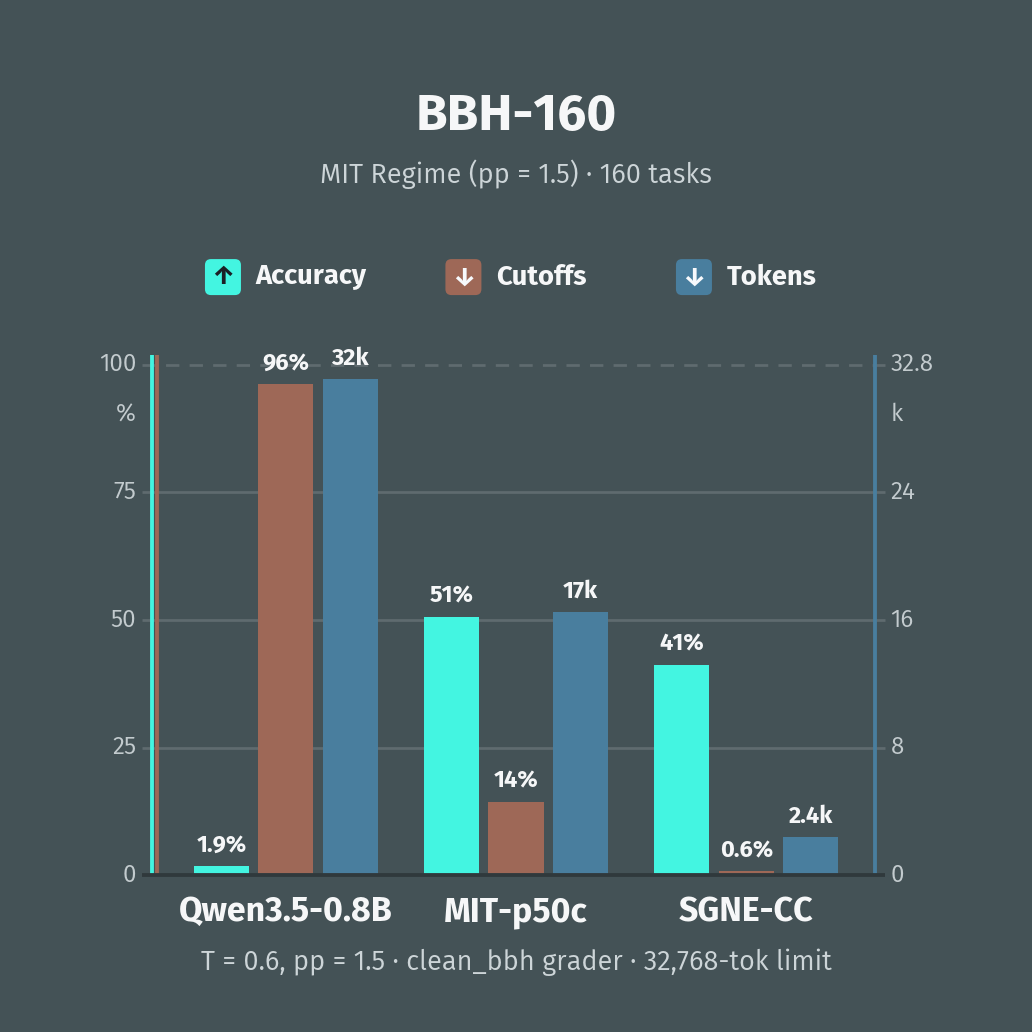 BBH-160
MIT Regime (pp = 1.5) · 160 tasks
↑ Accuracy
↓ Cutoffs
↓ Tokens
100
%
75
50
25
0
32.8
k
24
16
8
0
1.9%
96%
32k
51%
14%
17k
41%
0.6%
2.4k
Qwen3.5-0.8B
MIT-p50c
SGNE-CC
T = 0.6, pp = 1.5 · clean_bbh grader · 32,768-tok limit